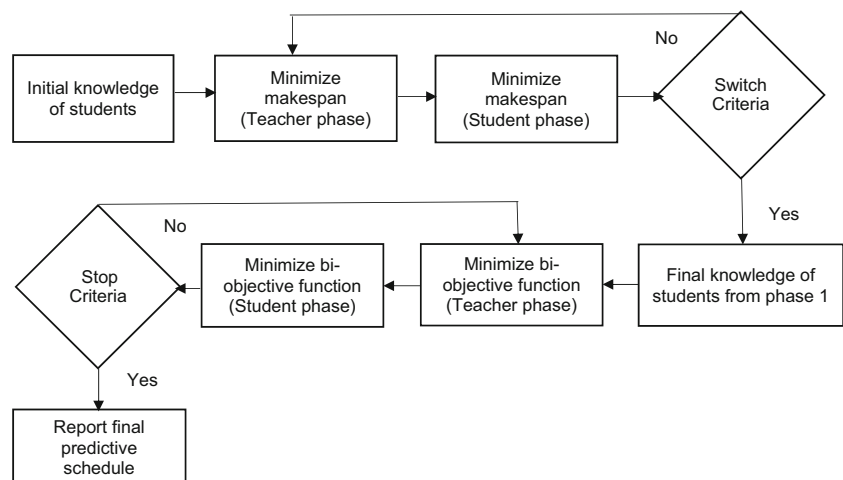 No
Initial knowledge
of students
Minimize
makespan
(Teacher phase)
Minimize
makespan
(Student phase)
Switch
Criteria
Yes
No
Stop
Criteria
Minimize bi-
objective function
(Student phase)
Minimize bi-
objective function
(Teacher phase)
Final knowledge of
students from phase 1
Yes
Report final
predictive
schedule